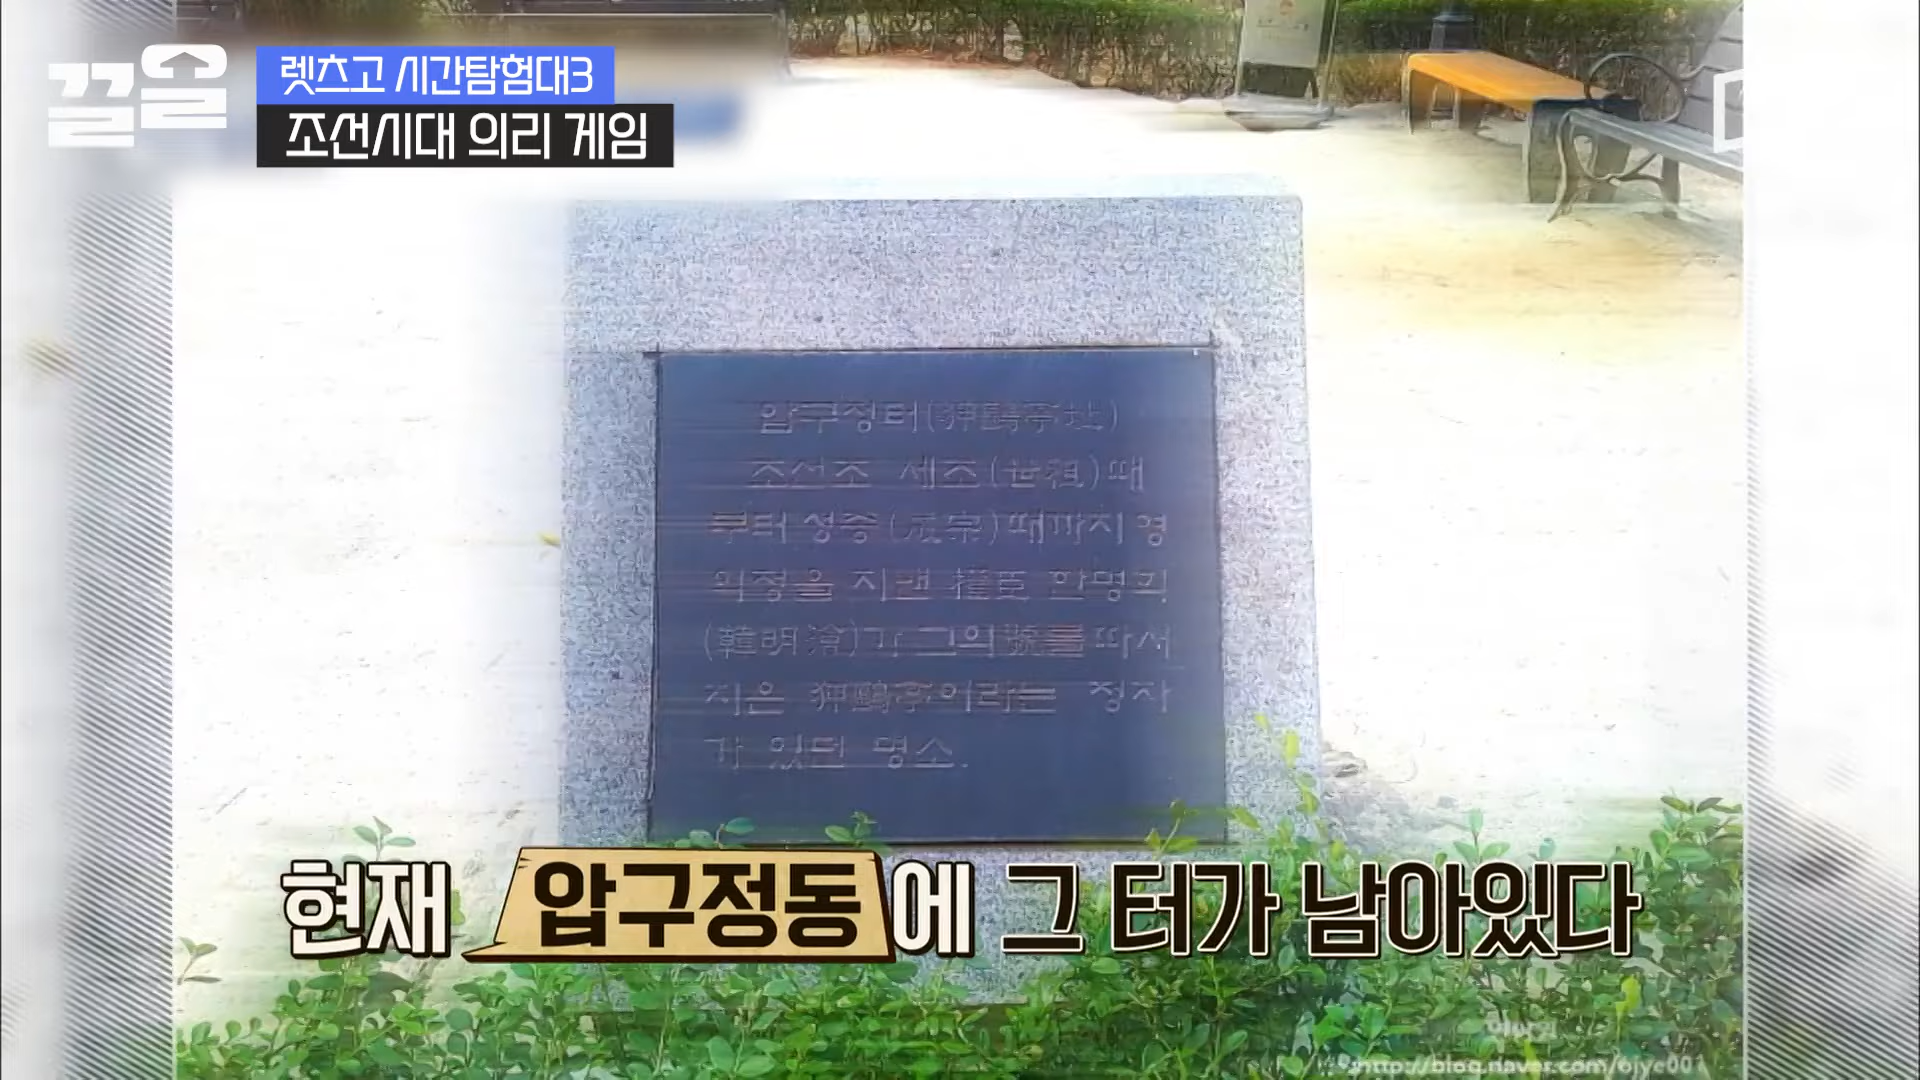 끌올
렛츠고 시간탐험대3
조선시대 의리 게임
압구정터(狎鷗亭址)
조선조 세조(世祖)때
부터 성종(成宗)때까지 영
의정을 지낸 權臣 한명회
(韓明澮)가 그의 號를 따서
지은 狎鷗亭이라는 정자
가 있던 명소.
현재 압구정동에 그 터가 남아있다
http://blog.naver.com/ojye001